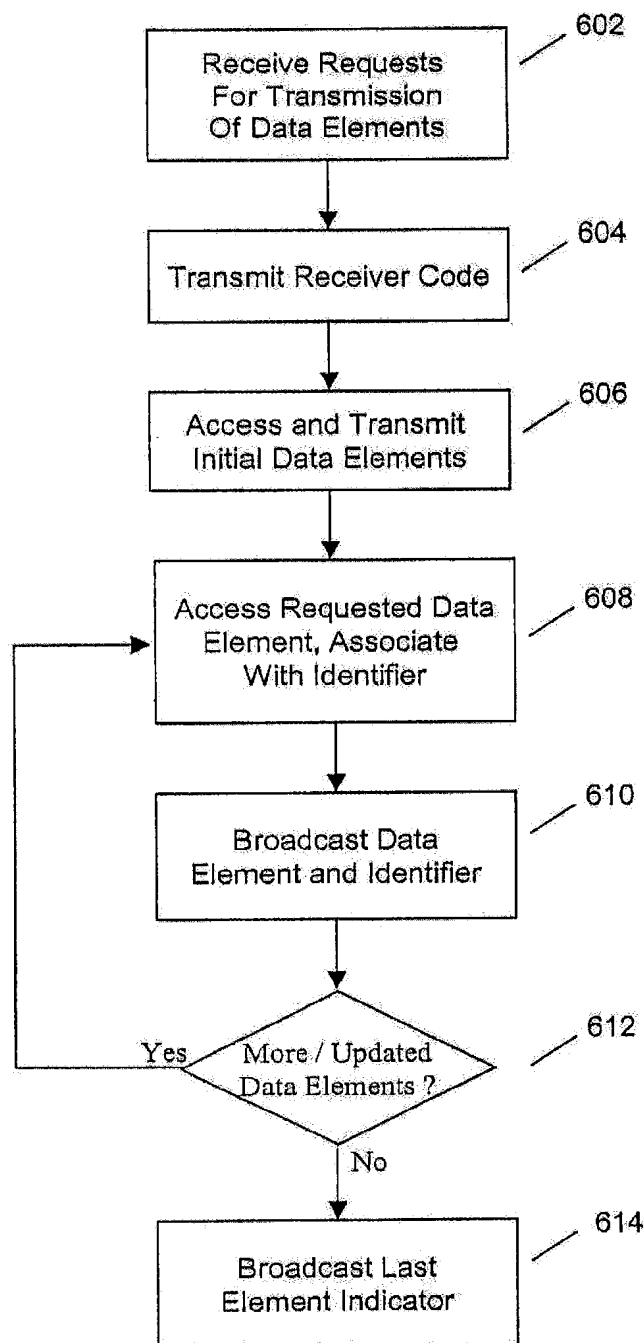 602
Receive Requests
For Transmission
Of Data Elements
604
Transmit Receiver Code
606
Access and Transmit
Initial Data Elements
608
Access Requested Data
Element, Associate
With Identifier
610
Broadcast Data
Element and Identifier
612
Yes
More / Updated
Data Elements ?
No
614
Broadcast Last
Element Indicator